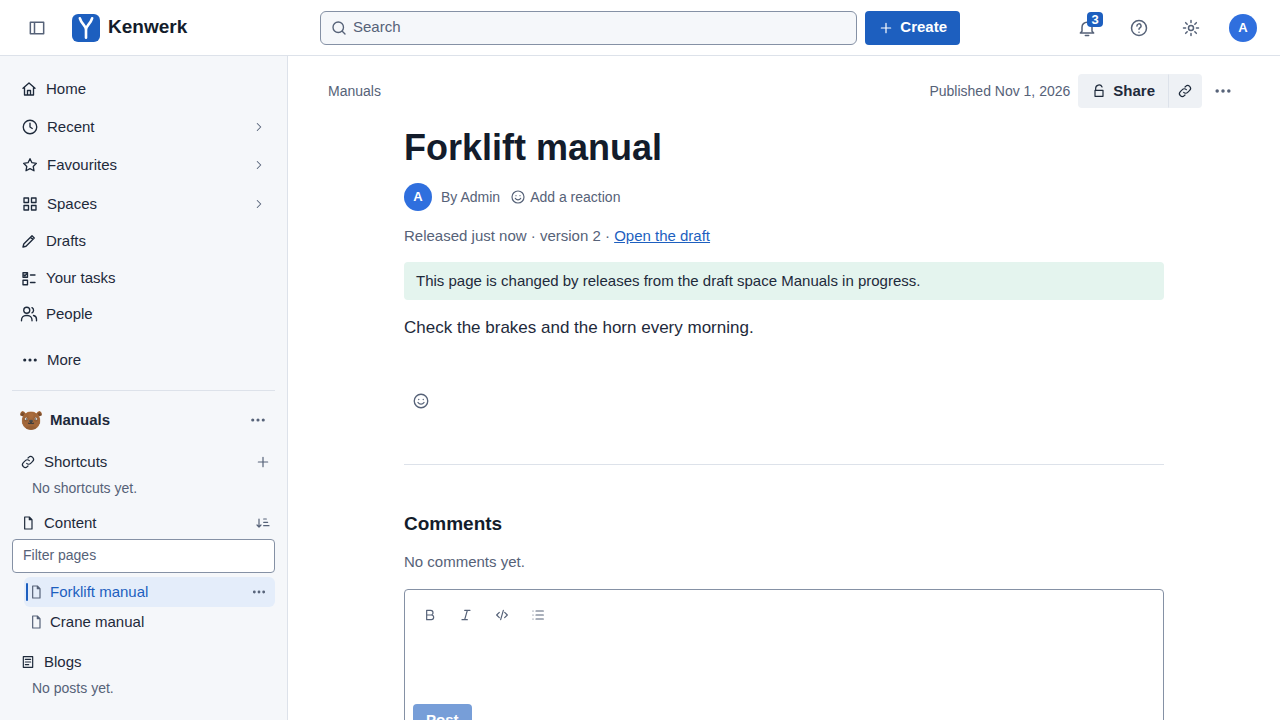 Kenwerk
Search
Create
3
A
Home
Recent
Favourites
Spaces
Drafts
Your tasks
People
More
Manuals
Shortcuts
No shortcuts yet.
Content
Filter pages
Forklift manual
Crane manual
Blogs
No posts yet.
Manuals
Published Nov 1, 2026
Share
Forklift manual
A
By Admin
Add a reaction
Released just now · version 2 · Open the draft
This page is changed by releases from the draft space Manuals in progress.
Check the brakes and the horn every morning.
Comments
No comments yet.
Post